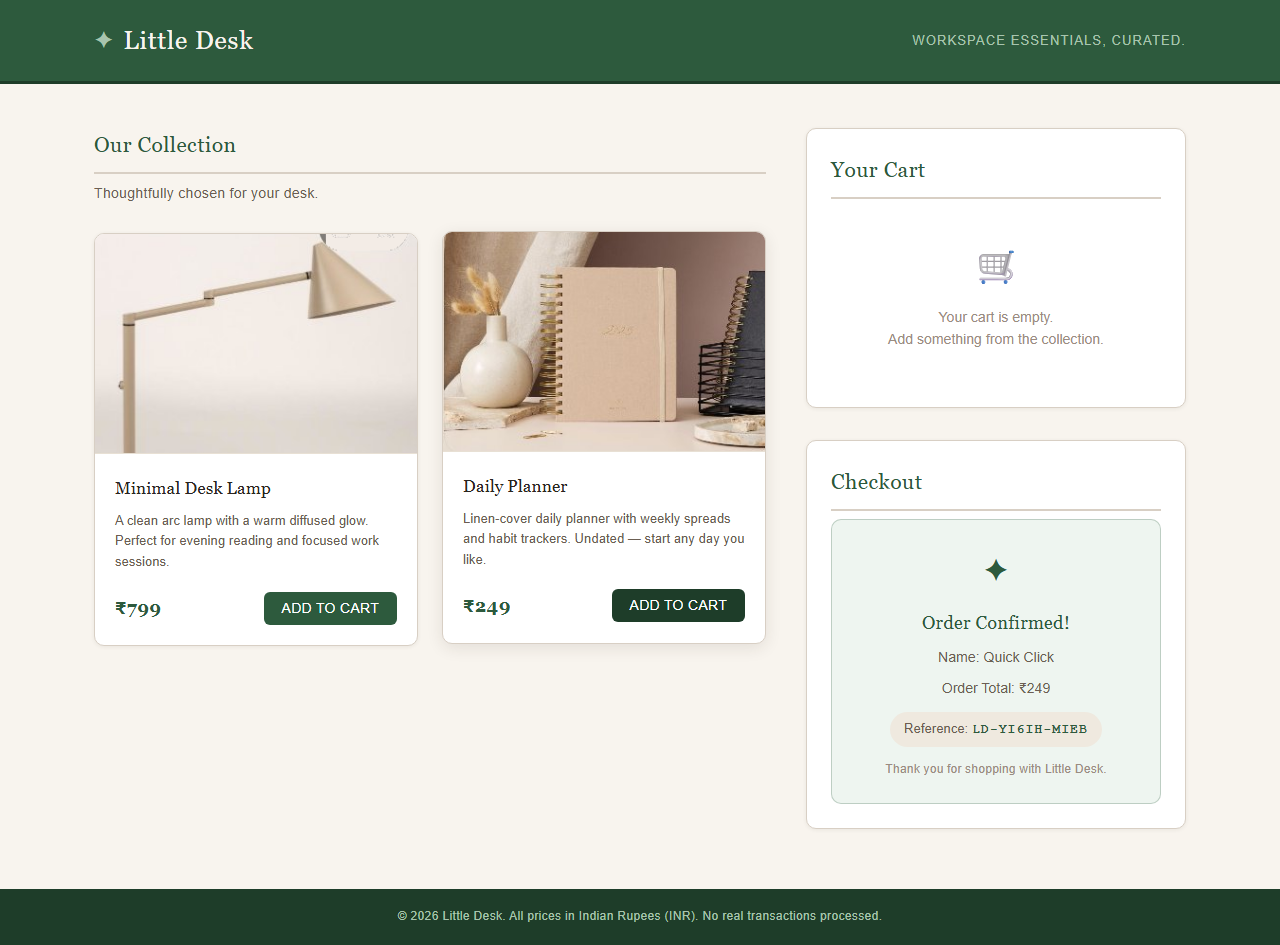 ✦ Little Desk
WORKSPACE ESSENTIALS, CURATED.
Our Collection
Thoughtfully chosen for your desk.
Minimal Desk Lamp
A clean arc lamp with a warm diffused glow.
Perfect for evening reading and focused work
sessions.
₹799
ADD TO CART
Daily Planner
Linen-cover daily planner with weekly spreads
and habit trackers. Undated — start any day you
like.
₹249
ADD TO CART
Your Cart
Your cart is empty.
Add something from the collection.
Checkout
✦
Order Confirmed!
Name: Quick Click
Order Total: ₹249
Reference: LD-YI6IH-MIEB
Thank you for shopping with Little Desk.
© 2026 Little Desk. All prices in Indian Rupees (INR). No real transactions processed.